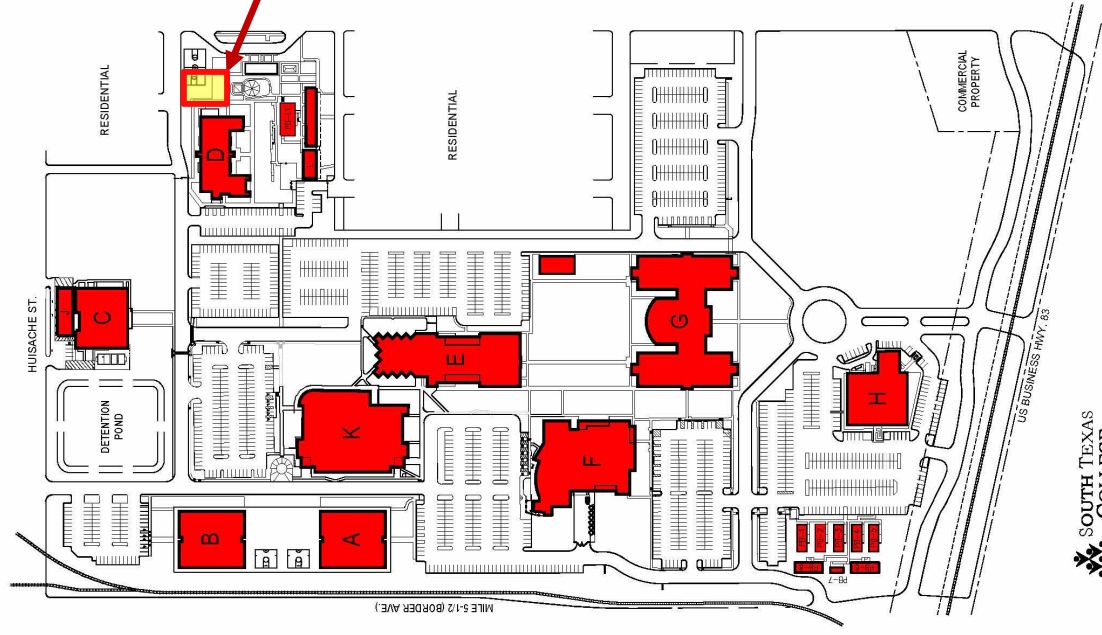 RESIDENTIAL
RESIDENTIAL
COMMERCIAL
PROPERTY
D
HUISACHE ST.
J
C
G
E
H
US BUSINESS HWY. 83
DETENTION
POND
K
F
B
A
PB-7
MILE 5-1/2 (BORDER AVE.)
SOUTH TEXAS
COLLEGE